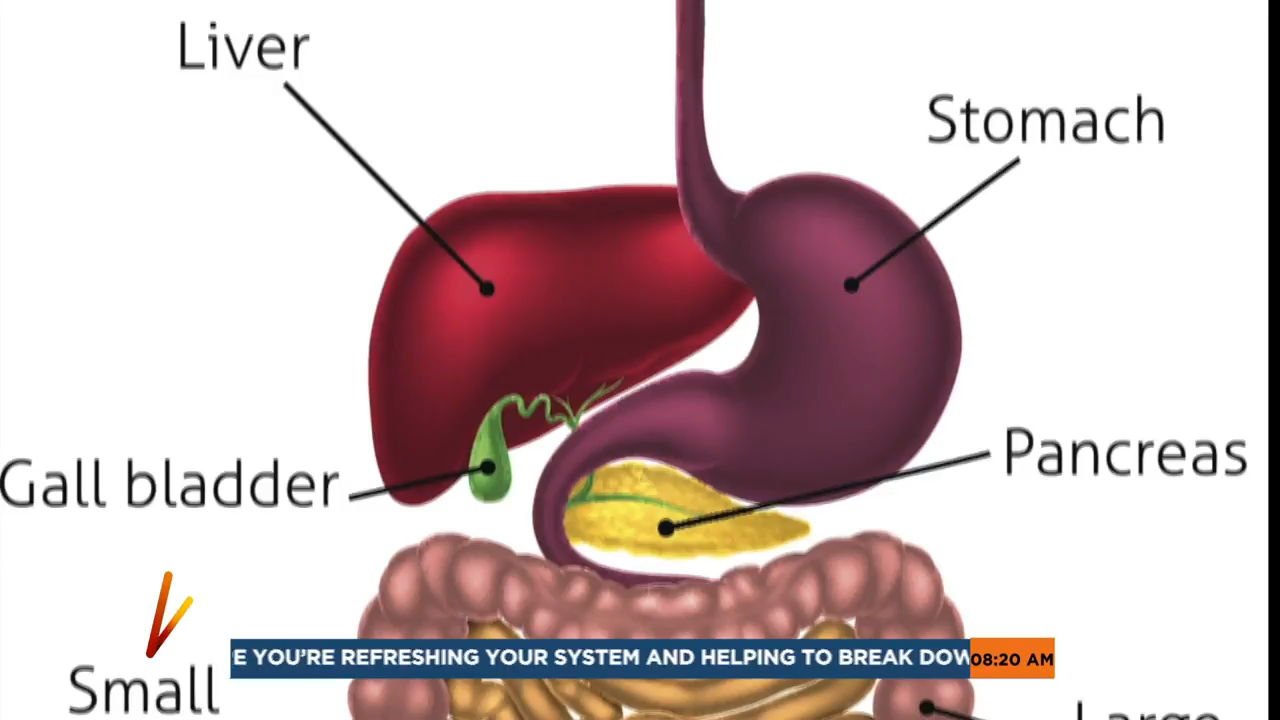 Liver
Stomach
Pancreas
Gall bladder
E YOU'RE REFRESHING YOUR SYSTEM AND HELPING TO BREAK DOW
08:20 AM
Small
Large